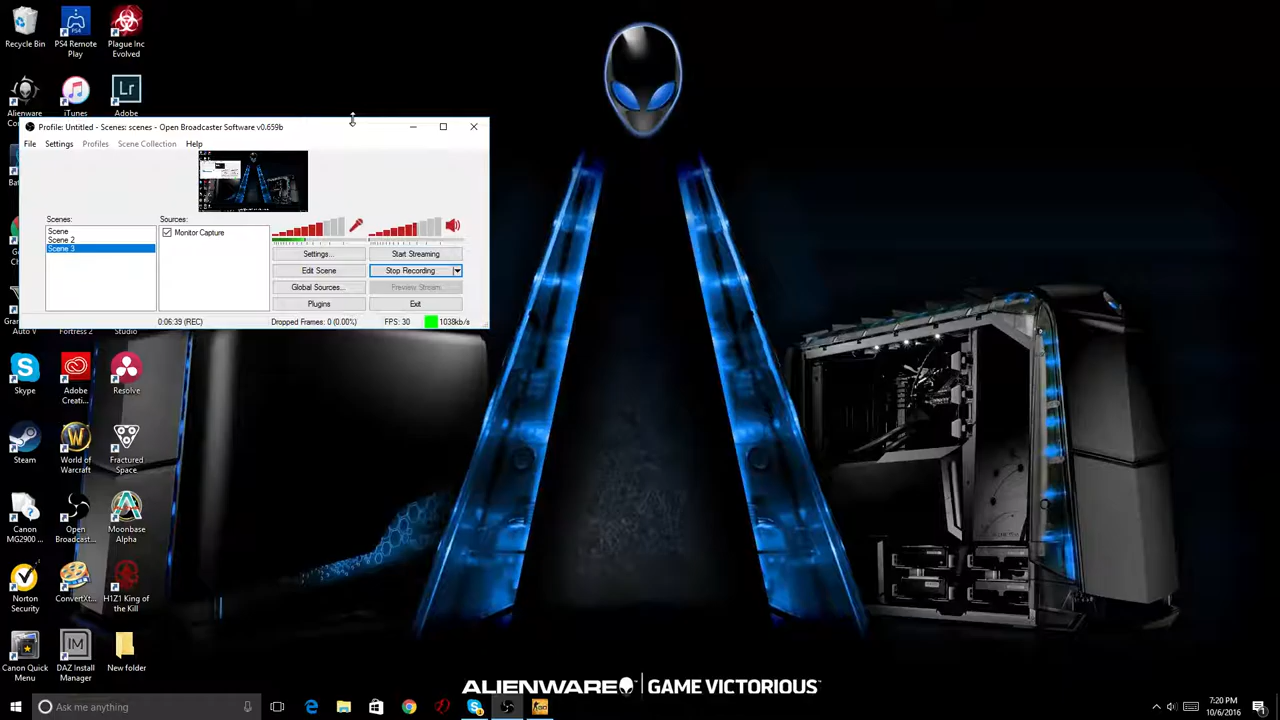 Recycle Bin
PS4 Remote Play
Plague Inc Evolved
Alienware
iTunes
Lr
Adobe
Profile: Untitled - Scenes: scenes - Open Broadcaster Software v0.659b
File Settings Profiles Scene Collection Help
Scenes:
Scene
Scene 2
Scene 3
Sources:
Monitor Capture
Settings...
Start Streaming
Edit Scene
Stop Recording
Global Sources...
Preview Stream
Plugins
Exit
0:06:39 (REC)
Dropped Frames: 0 (0.00%)
FPS: 30
1038kb/s
Auto V
Fortress 2
Studio
Skype
Adobe Creati...
Resolve
Steam
World of Warcraft
Fractured Space
Canon MG2900 ...
Open Broadcast...
Moonbase Alpha
Norton Security
ConvertXt...
H1Z1 King of the Kill
Canon Quick Menu
IM
DAZ Install Manager
New folder
ALIENWARE GAME VICTORIOUS
Ask me anything
7:20 PM
10/6/2016